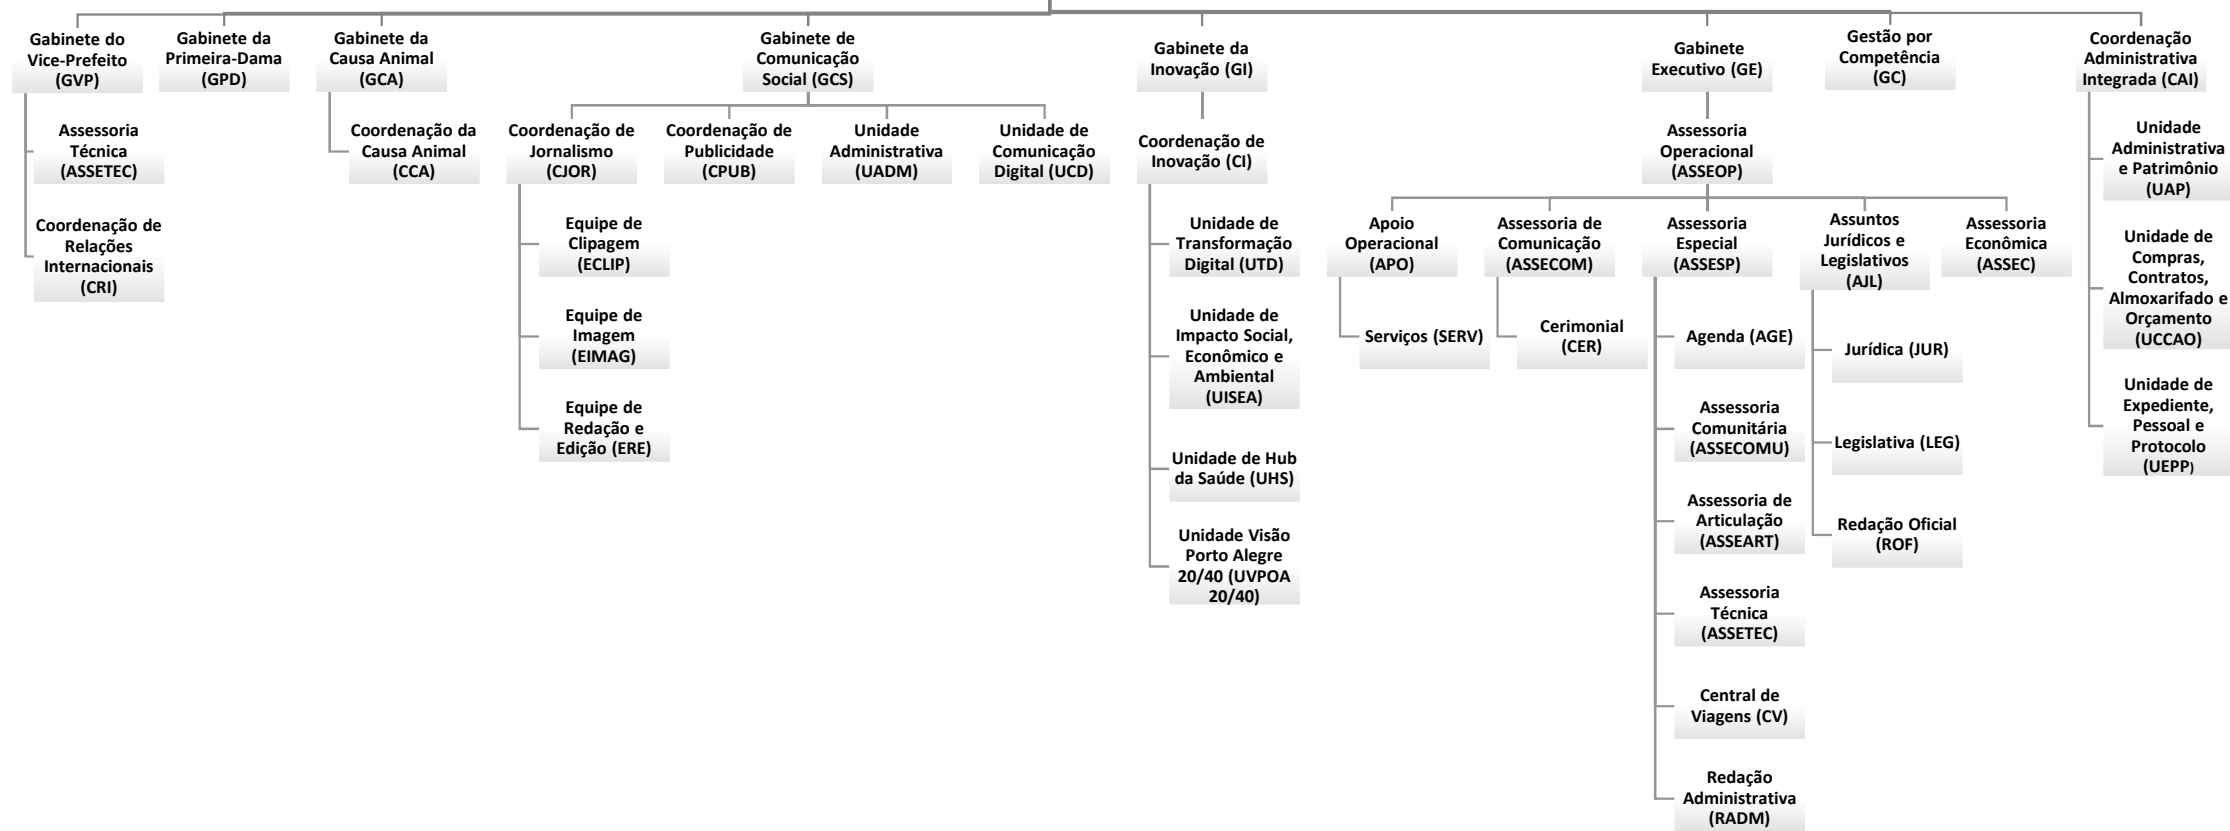 Gabinete do
Vice-Prefeito
(GVP)
Gabinete da
Primeira-Dama
(GPD)
Gabinete da
Causa Animal
(GCA)
Gabinete de
Comunicação
Social (GCS)
Gabinete da
Inovação (GI)
Gabinete
Executivo (GE)
Gestão por
Competência
(GC)
Coordenação
Administrativa
Integrada (CAI)
Assessoria
Técnica
(ASSETEC)
Coordenação de
Relações
Internacionais
(CRI)
Coordenação da
Causa Animal
(CCA)
Coordenação de
Jornalismo
(CJOR)
Coordenação de
Publicidade
(CPUB)
Unidade
Administrativa
(UADM)
Unidade de
Comunicação
Digital (UCD)
Equipe de
Clipagem
(ECLIP)
Equipe de
Imagem
(EIMAG)
Equipe de
Redação e
Edição (ERE)
Coordenação de
Inovação (CI)
Unidade de
Transformação
Digital (UTD)
Unidade de
Impacto Social,
Econômico e
Ambiental
(UISEA)
Unidade de Hub
da Saúde (UHS)
Unidade Visão
Porto Alegre
20/40 (UVPOA
20/40)
Assessoria
Operacional
(ASSEOP)
Apoio
Operacional
(APO)
Serviços (SERV)
Assessoria de
Comunicação
(ASSECOM)
Cerimonial
(CER)
Assessoria
Especial
(ASSESP)
Agenda (AGE)
Assessoria
Comunitária
(ASSECOMU)
Assessoria de
Articulação
(ASSEART)
Assessoria
Técnica
(ASSETEC)
Central de
Viagens (CV)
Redação
Administrativa
(RADM)
Assuntos
Jurídicos e
Legislativos
(AJL)
Jurídica (JUR)
Legislativa (LEG)
Redação Oficial
(ROF)
Assessoria
Econômica
(ASSEC)
Unidade
Administrativa
e Patrimônio
(UAP)
Unidade de
Compras,
Contratos,
Almoxarifado e
Orçamento
(UCCAO)
Unidade de
Expediente,
Pessoal e
Protocolo
(UEPP)